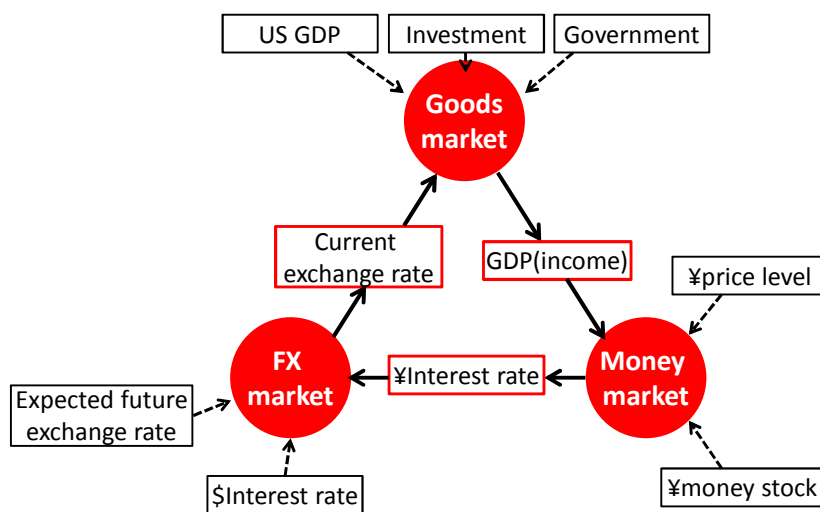 US GDP
Investment
Government
Goods
market
Current
exchange rate
GDP(income)
¥price level
FX
market
¥Interest rate
Money
market
Expected future
exchange rate
$Interest rate
¥money stock